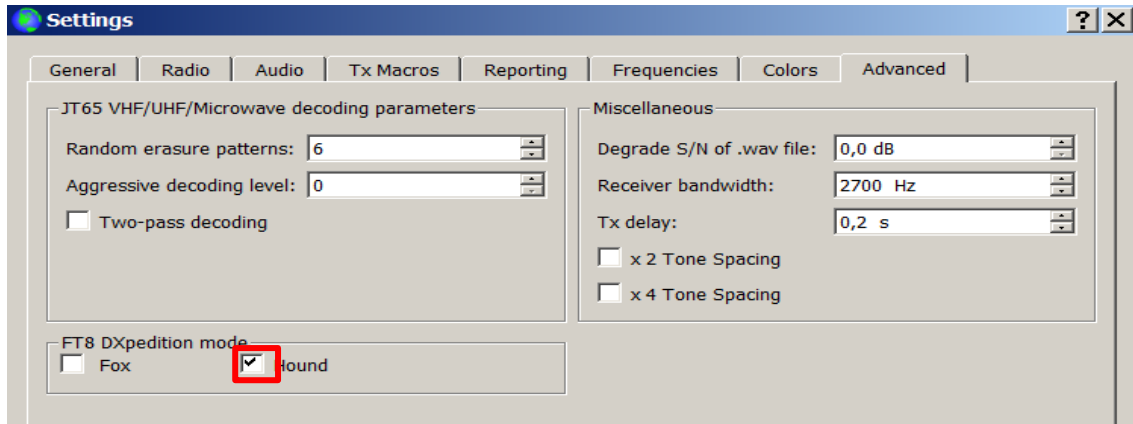 Settings
General Radio Audio Tx Macros Reporting Frequencies Colors Advanced
JT65 VHF/UHF/Microwave decoding parameters
Random erasure patterns: 6
Aggressive decoding level: 0
Two-pass decoding
Miscellaneous
Degrade S/N of .wav file: 0,0 dB
Receiver bandwidth: 2700 Hz
Tx delay: 0,2 s
x 2 Tone Spacing
x 4 Tone Spacing
FT8 DXpedition mode
Fox Hound